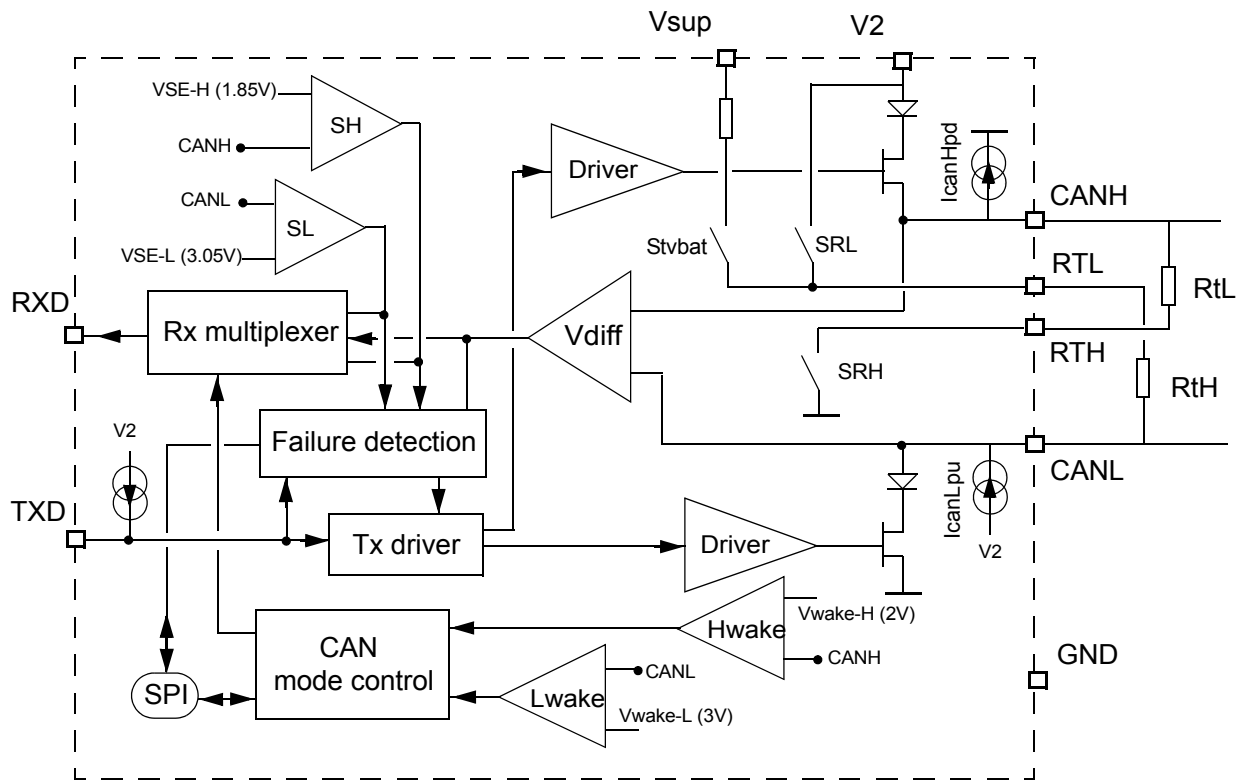 Vsup
V2
VSE-H (1.85V)
SH
CANH
CANL
SL
VSE-L (3.05V)
Driver
IcanHpd
CANH
Stvbat
SRL
RTL
RXD
Rx multiplexer
Vdiff
RtL
RTH
SRH
RtH
V2
Failure detection
CANL
TXD
Tx driver
Driver
IcanLpu
V2
CAN
mode control
Hwake
Vwake-H (2V)
CANH
GND
SPI
Lwake
CANL
Vwake-L (3V)